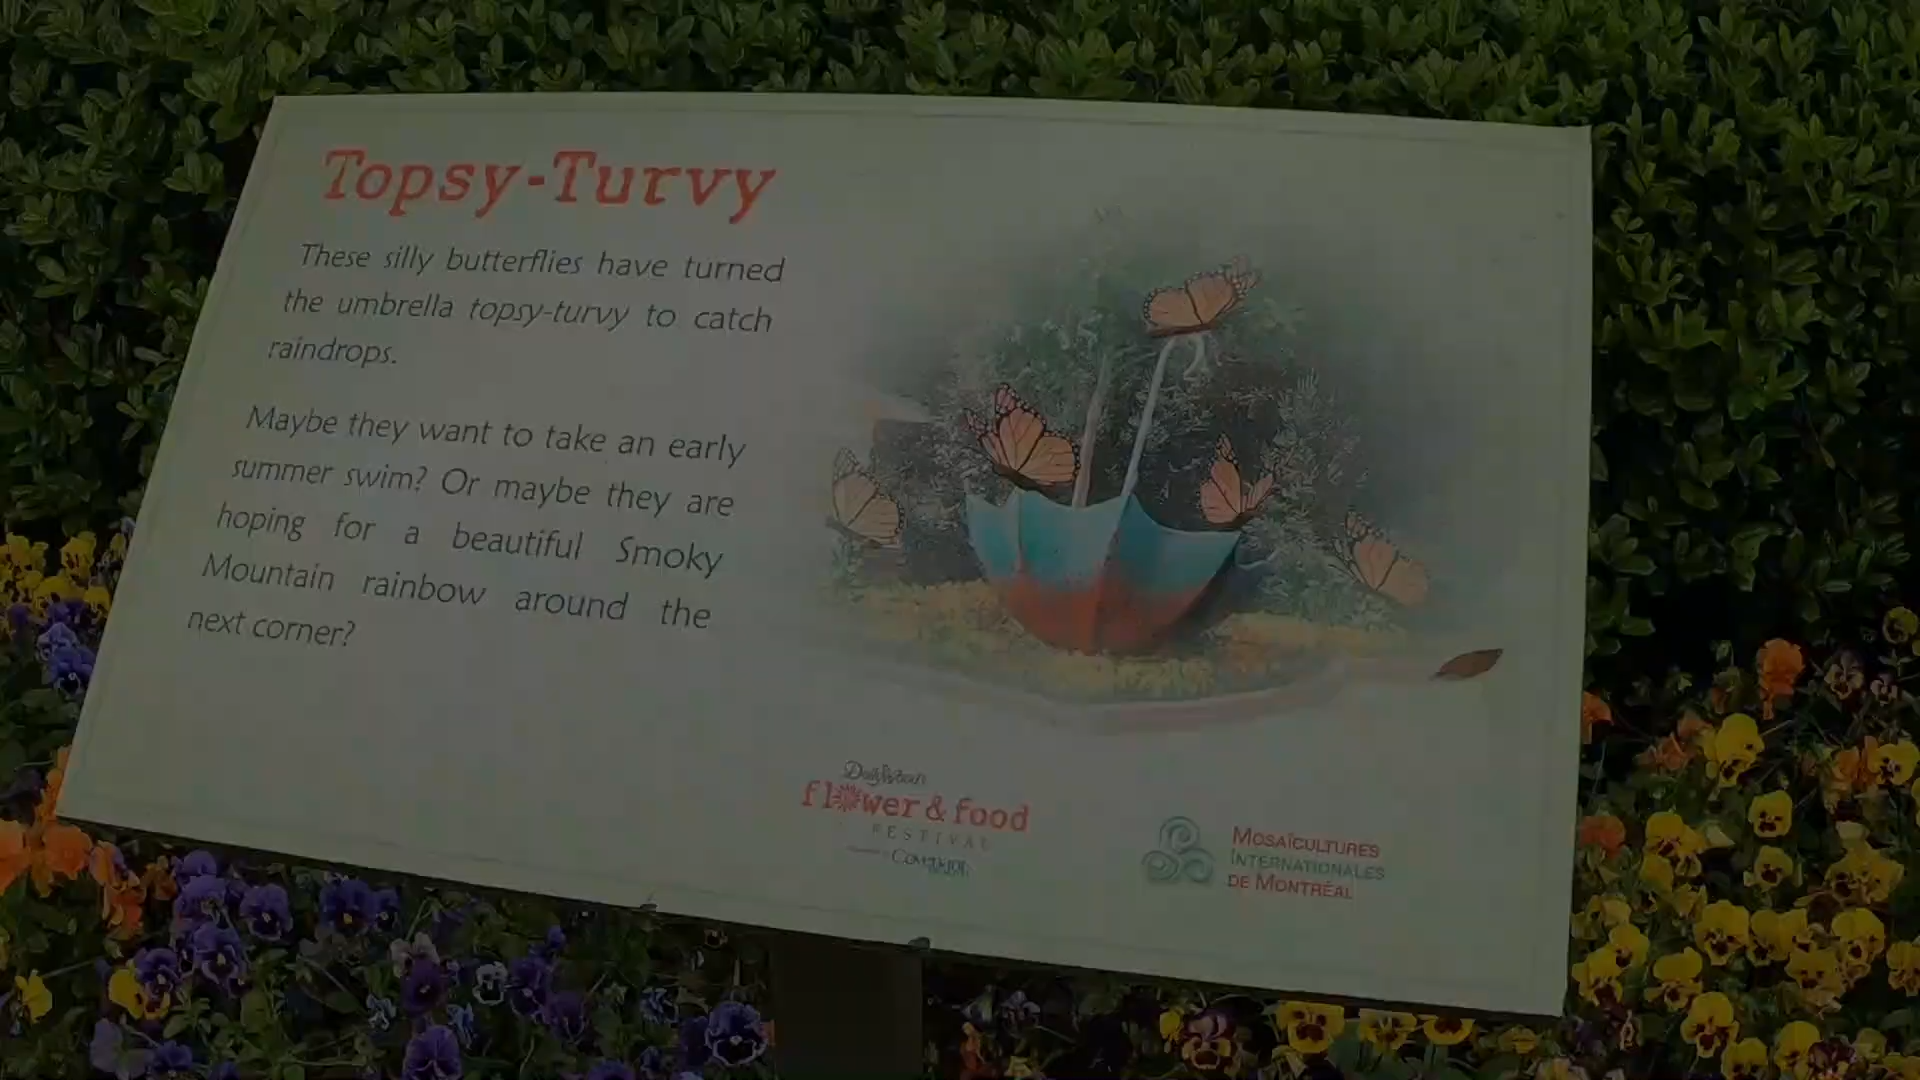 Topsy-Turvy
These silly butterflies have turned
the umbrella topsy-turvy to catch
raindrops.
Maybe they want to take an early
summer swim? Or maybe they are
hoping for a beautiful Smoky
Mountain rainbow around the
next corner?
Dollywood's
flower & food
FESTIVAL
COVERCOL
MOSAÏCULTURES
INTERNATIONALES
DE MONTRÉAL